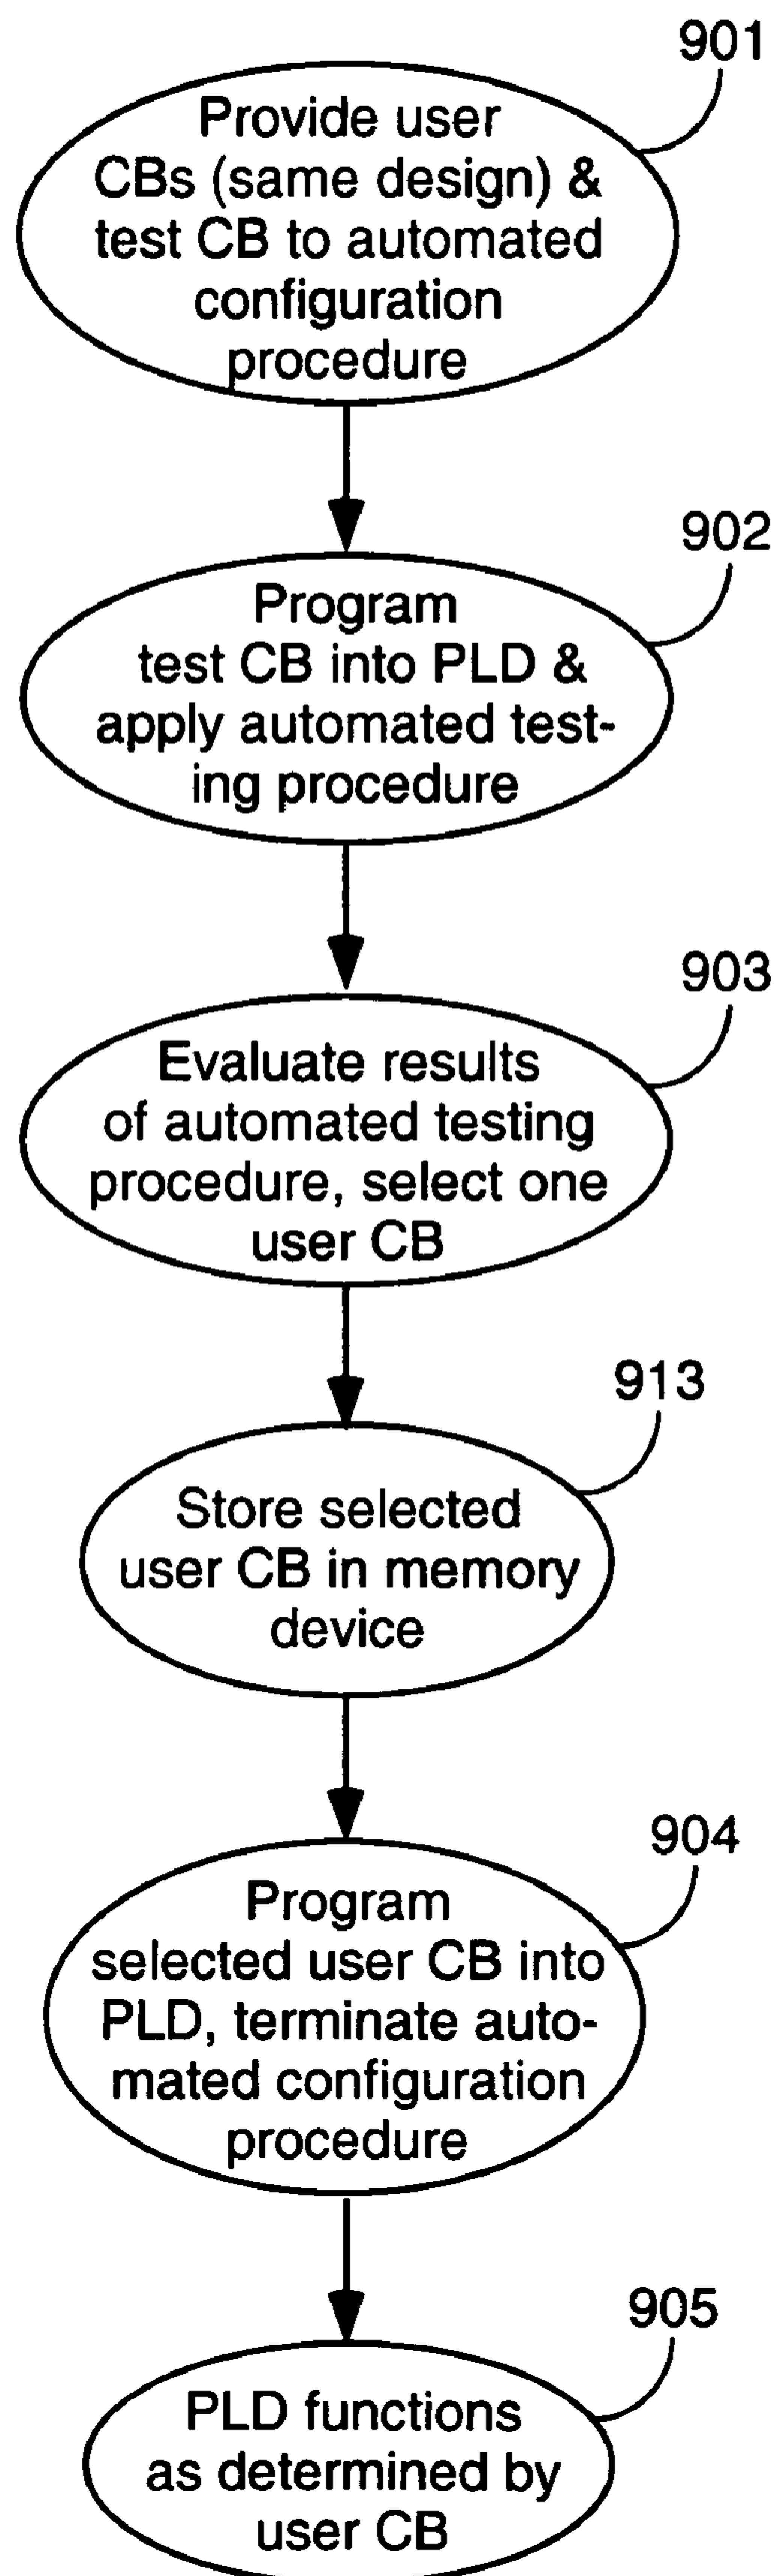 901
Provide user
CBs (same design) &
test CB to automated
configuration
procedure
902
Program
test CB into PLD &
apply automated test-
ing procedure
903
Evaluate results
of automated testing
procedure, select one
user CB
913
Store selected
user CB in memory
device
904
Program
selected user CB into
PLD, terminate auto-
mated configuration
procedure
905
PLD functions
as determined by
user CB